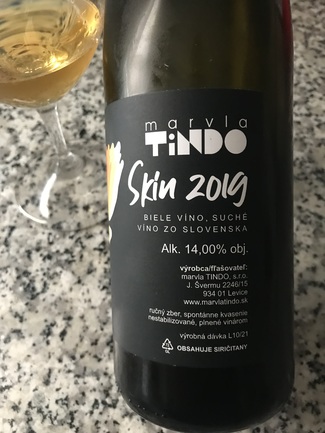 marvla
TiNDO
Skin 2019
BIELE VÍNO, SUCHÉ
VÍNO ZO SLOVENSKA
Alk. 14,00% obj.
výrobca/fľašovateľ:
marvla TINDO, s.r.o.
J. Švermu 2246/15
934 01 Levice
www.marvlatindo.sk
ručný zber, spontánne kvasenie
nestabilizované, plnené vinárom
výrobná dávka L10/21
OBSAHUJE SIRIČITANY